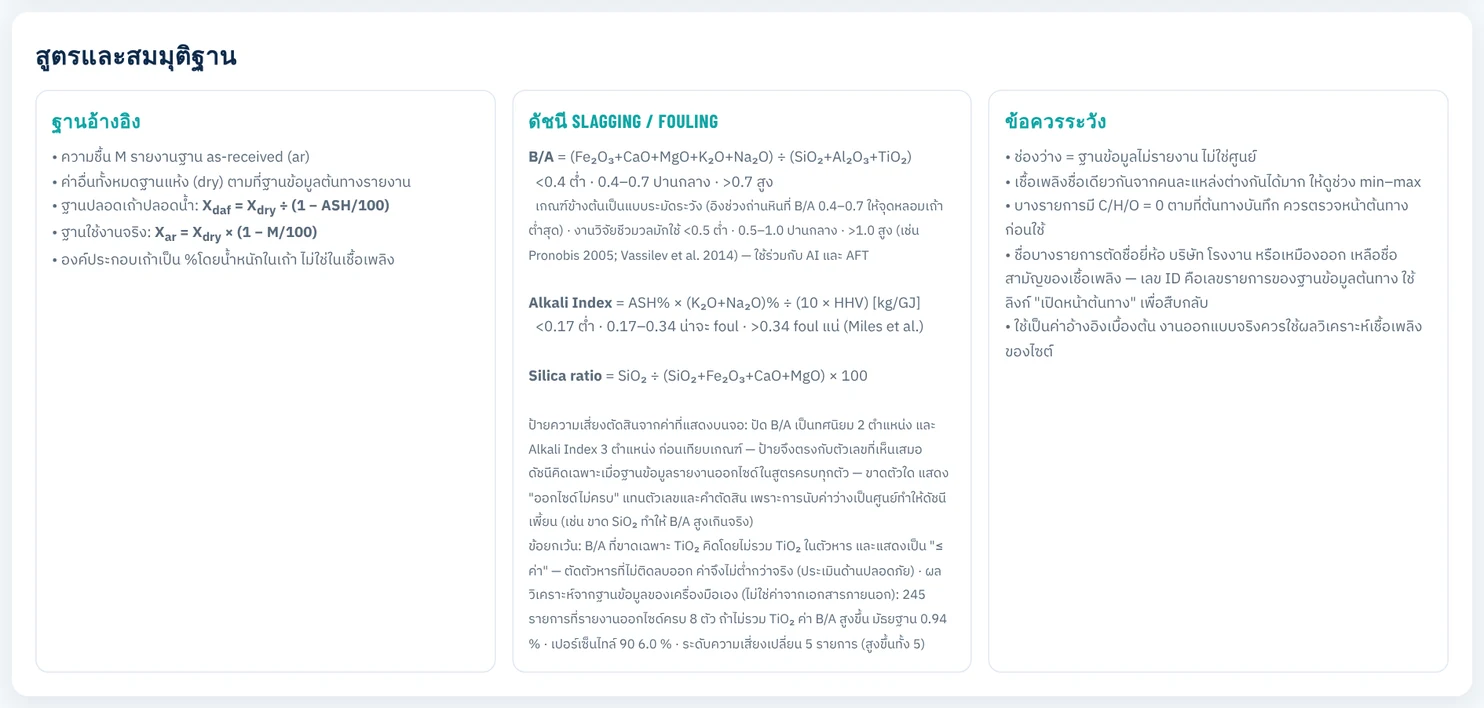 สูตรและสมมุติฐาน
ฐานอ้างอิง
• ความชื้น M รายงานฐาน as-received (ar)
• ค่าอื่นทั้งหมดฐานแห้ง (dry) ตามที่ฐานข้อมูลต้นทางรายงาน
• ฐานปลอดเถ้าปลอดน้ำ: Xdaf = Xdry ÷ (1 − ASH/100)
• ฐานใช้งานจริง: Xar = Xdry × (1 − M/100)
• องค์ประกอบเถ้าเป็น %โดยน้ำหนักในเถ้า ไม่ใช่ในเชื้อเพลิง
ดัชนี SLAGGING / FOULING
B/A = (Fe₂O₃+CaO+MgO+K₂O+Na₂O) ÷ (SiO₂+Al₂O₃+TiO₂)
<0.4 ต่ำ · 0.4–0.7 ปานกลาง · >0.7 สูง
เกณฑ์ข้างต้นเป็นแบบระมัดระวัง (อิงช่วงถ่านหินที่ B/A 0.4–0.7 ให้จุดหลอมเถ้า
ต่ำสุด) · งานวิจัยชีวมวลมักใช้ <0.5 ต่ำ · 0.5–1.0 ปานกลาง · >1.0 สูง (เช่น
Pronobis 2005; Vassilev et al. 2014) — ใช้ร่วมกับ AI และ AFT
Alkali Index = ASH% × (K₂O+Na₂O)% ÷ (10 × HHV) [kg/GJ]
<0.17 ต่ำ · 0.17–0.34 น่าจะ foul · >0.34 foul แน่ (Miles et al.)
Silica ratio = SiO₂ ÷ (SiO₂+Fe₂O₃+CaO+MgO) × 100
ป้ายความเสี่ยงตัดสินจากค่าที่แสดงบนจอ: ปัด B/A เป็นทศนิยม 2 ตำแหน่ง และ
Alkali Index 3 ตำแหน่ง ก่อนเทียบเกณฑ์ — ป้ายจึงตรงกับตัวเลขที่เห็นเสมอ
ดัชนีคิดเฉพาะเมื่อฐานข้อมูลรายงานออกไซด์ในสูตรครบทุกตัว — ขาดตัวใด แสดง
"ออกไซด์ไม่ครบ" แทนตัวเลขและคำตัดสิน เพราะการนับค่าว่างเป็นศูนย์ทำให้ดัชนี
เพี้ยน (เช่น ขาด SiO₂ ทำให้ B/A สูงเกินจริง)
ข้อยกเว้น: B/A ที่ขาดเฉพาะ TiO₂ คิดโดยไม่รวม TiO₂ ในตัวหาร และแสดงเป็น "≤
ค่า" — ตัดตัวหารที่ไม่ติดลบออก ค่าจึงไม่ต่ำกว่าจริง (ประเมินด้านปลอดภัย) · ผล
วิเคราะห์จากฐานข้อมูลของเครื่องมือเอง (ไม่ใช่ค่าจากเอกสารภายนอก): 245
รายการที่รายงานออกไซด์ครบ 8 ตัว ถ้าไม่รวม TiO₂ ค่า B/A สูงขึ้น มัธยฐาน 0.94
% · เปอร์เซ็นไทล์ 90 6.0 % · ระดับความเสี่ยงเปลี่ยน 5 รายการ (สูงขึ้นทั้ง 5)
ข้อควรระวัง
• ช่องว่าง = ฐานข้อมูลไม่รายงาน ไม่ใช่ศูนย์
• เชื้อเพลิงชื่อเดียวกันจากคนละแหล่งต่างกันได้มาก ให้ดูช่วง min–max
• บางรายการมี C/H/O = 0 ตามที่ต้นทางบันทึก ควรตรวจหน้าต้นทาง
ก่อนใช้
• ชื่อบางรายการตัดชื่อยี่ห้อ บริษัท โรงงาน หรือเหมืองออก เหลือชื่อ
สามัญของเชื้อเพลิง — เลข ID คือเลขรายการของฐานข้อมูลต้นทาง ใช้
ลิงก์ "เปิดหน้าต้นทาง" เพื่อสืบกลับ
• ใช้เป็นค่าอ้างอิงเบื้องต้น งานออกแบบจริงควรใช้ผลวิเคราะห์เชื้อเพลิง
ของไซต์